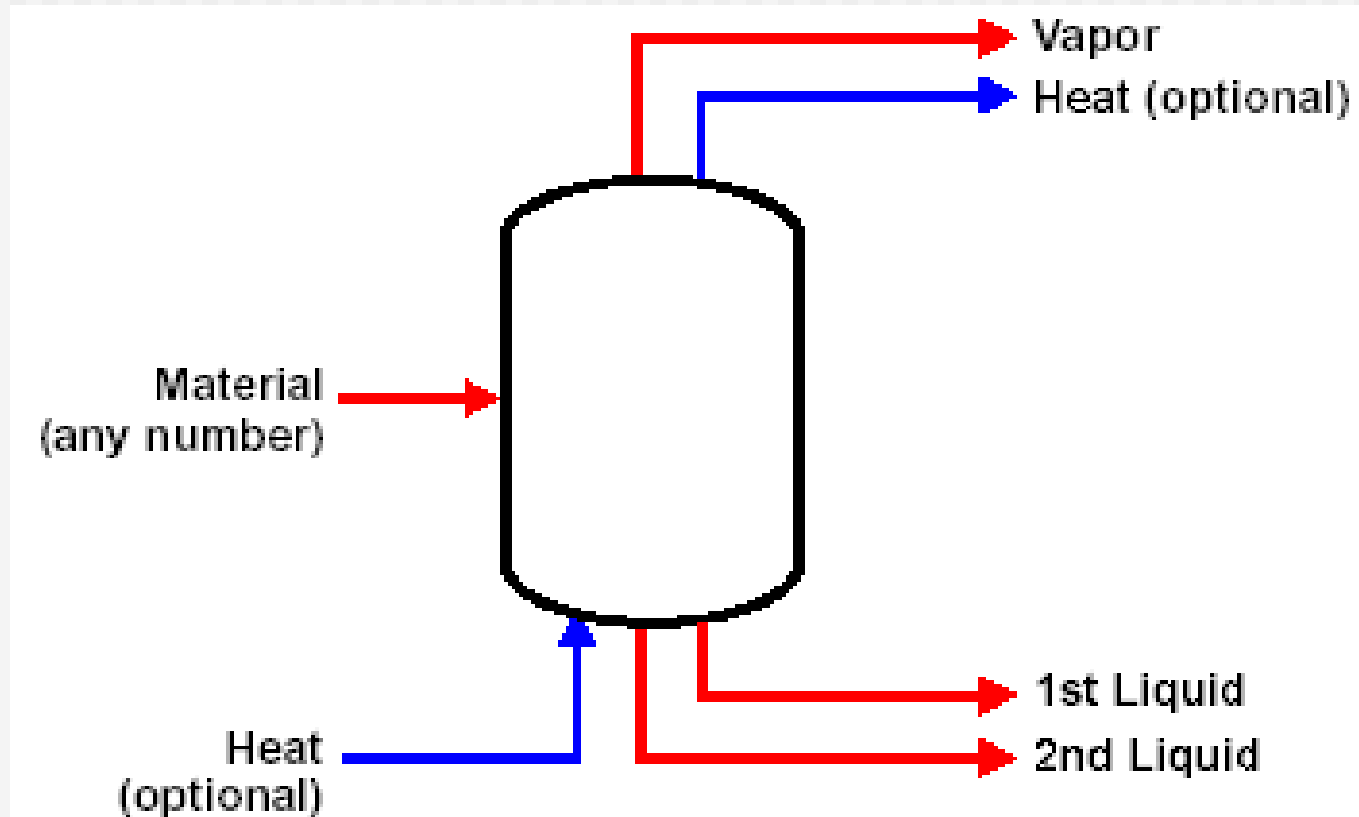 Vapor
Heat (optional)
Material
(any number)
1st Liquid
Heat
(optional)
2nd Liquid